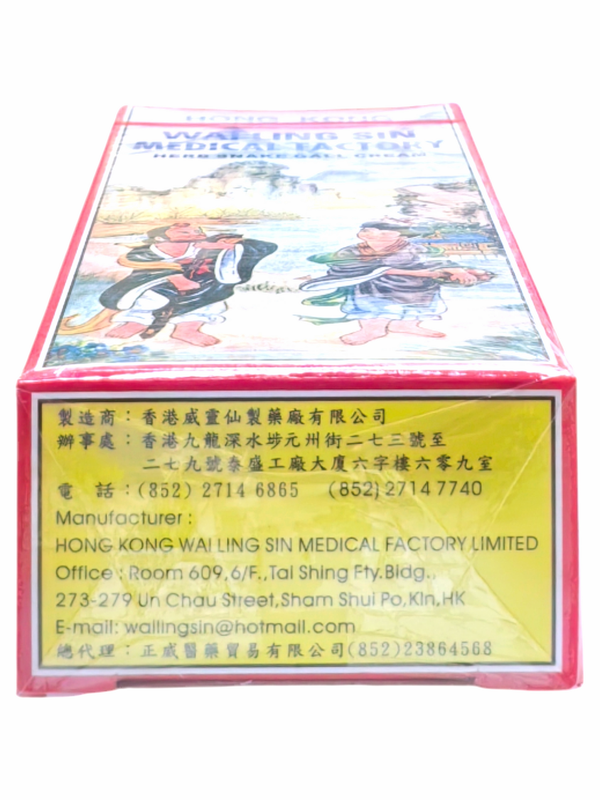 HONG KONG
WAI LING SIN
MEDICAL FACTORY
HERB SNAKE GALL CREAM
製造商：香港威靈仙製藥廠有限公司
辦事處：香港九龍深水埗元州街二七三號至
二七九號泰盛工廠大廈六字樓六零九室
電　話：(852) 2714 6865 (852) 2714 7740
Manufacturer :
HONG KONG WAI LING SIN MEDICAL FACTORY LIMITED
Office : Room 609,6/F.,Tai Shing Fty.Bldg.,
273-279 Un Chau Street,Sham Shui Po,Kln,HK
E-mail: wailingsin@hotmail.com
總代理：正威醫藥貿易有限公司(852)23864568